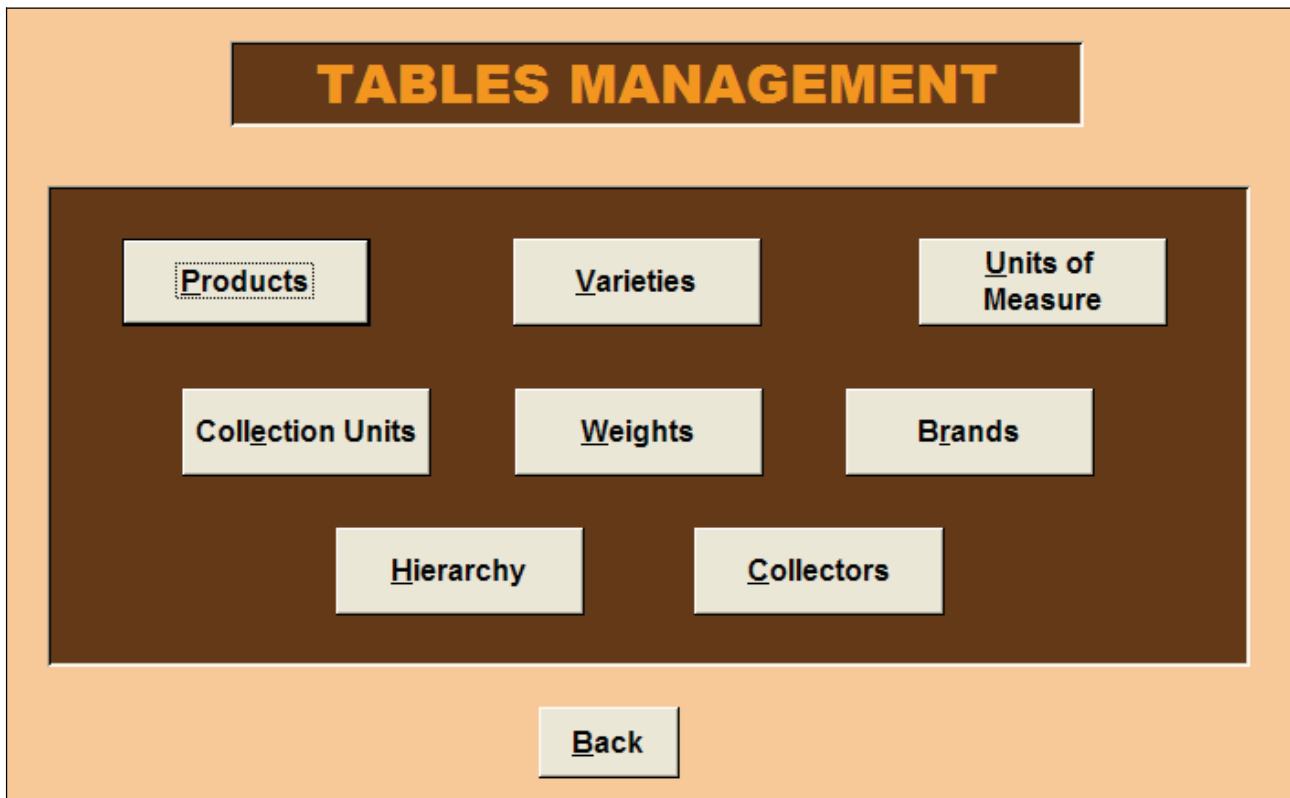 TABLES MANAGEMENT
Products
Varieties
Units of
Measure
Collection Units
Weights
Brands
Hierarchy
Collectors
Back